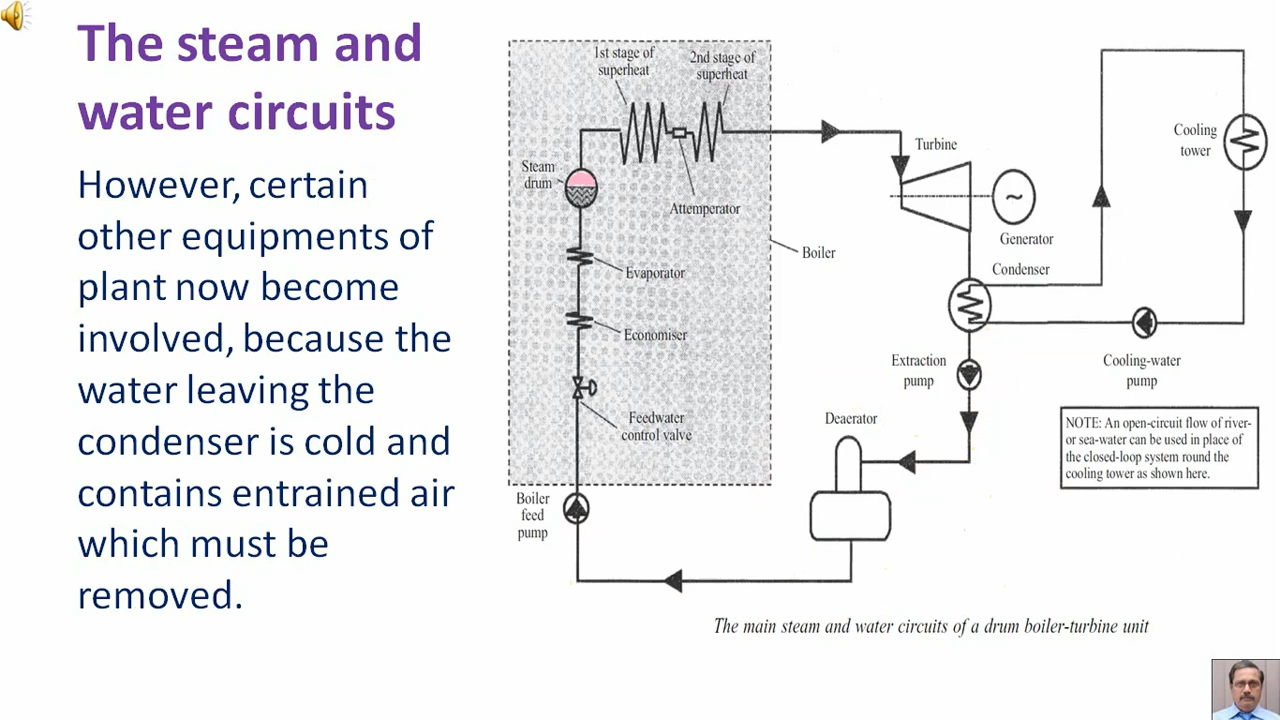 The steam and
water circuits
However, certain
other equipments of
plant now become
involved, because the
water leaving the
condenser is cold and
contains entrained air
which must be
removed.
1st stage of
superheat
2nd stage of
superheat
Steam
drum
Attemperator
Evaporator
Economiser
Feedwater
control valve
Boiler
feed
pump
Boiler
Turbine
~
Generator
Condenser
Cooling
tower
Extraction
pump
Cooling-water
pump
Deaerator
NOTE: An open-circuit flow of river-
or sea-water can be used in place of
the closed-loop system round the
cooling tower as shown here.
The main steam and water circuits of a drum boiler-turbine unit